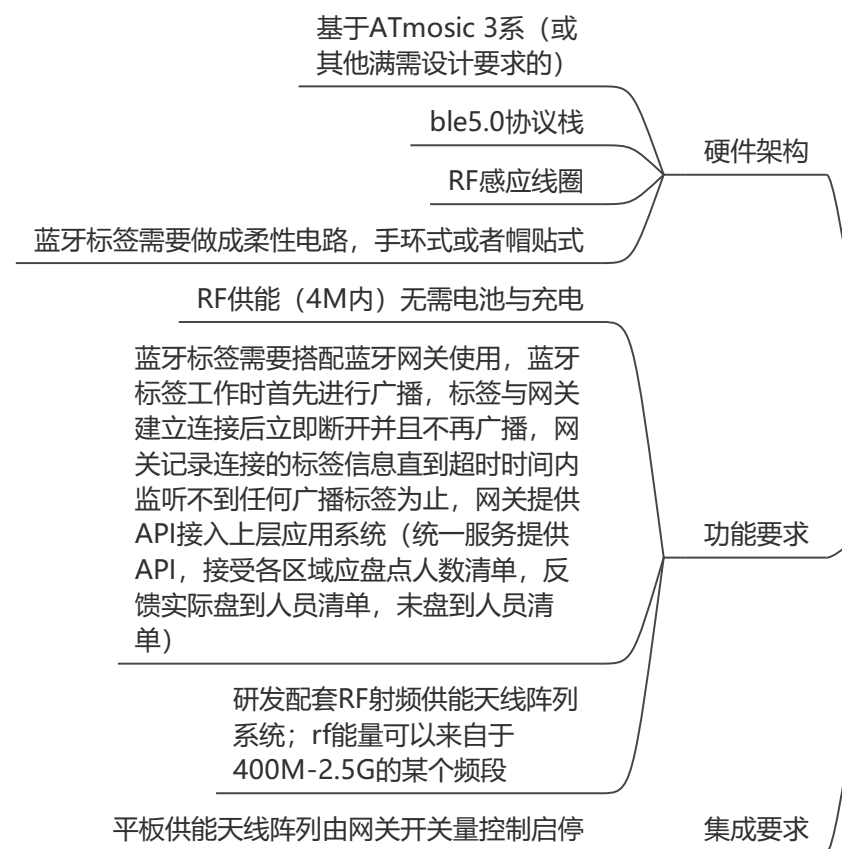 基于ATmosic 3系（或
其他满需设计要求的）
ble5.0协议栈
硬件架构
RF感应线圈
蓝牙标签需要做成柔性电路，手环式或者帽贴式
RF供能（4M内）无需电池与充电
蓝牙标签需要搭配蓝牙网关使用，蓝牙
标签工作时首先进行广播，标签与网关
建立连接后立即断开并且不再广播，网
关记录连接的标签信息直到超时时间内
监听不到任何广播标签为止，网关提供
API接入上层应用系统（统一服务提供
API，接受各区域应盘点人数清单，反
馈实际盘到人员清单，未盘到人员清
单）
功能要求
研发配套RF射频供能天线阵列
系统；rf能量可以来自于
400M-2.5G的某个频段
平板供能天线阵列由网关开关量控制启停
集成要求